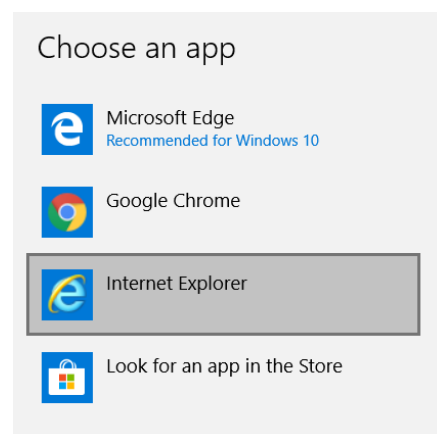 Choose an app
Microsoft Edge
Recommended for Windows 10
Google Chrome
Internet Explorer
Look for an app in the Store